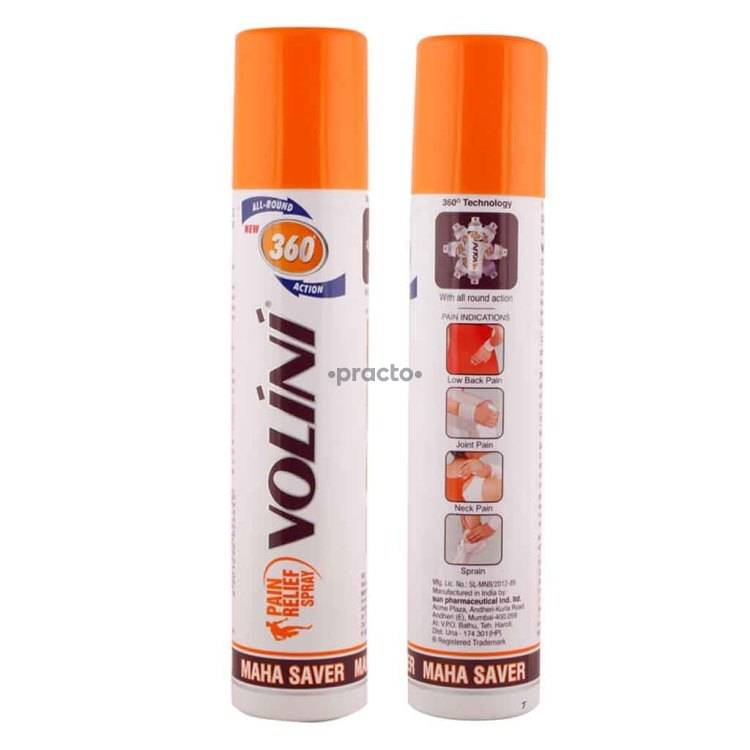 ALL-ROUND
NEW
360°
ACTION
VOLINI®
PAIN
RELIEF
SPRAY
MAHA SAVER
•practo•
360° Technology
With all round action
PAIN INDICATIONS
Low Back Pain
Joint Pain
Neck Pain
Sprain
Mfg. Lic. No.: SL-MNB/2012-89
Manufactured in India by:
sun pharmaceutical ind. ltd.
Acme Plaza, Andheri-Kurla Road
Andheri (E), Mumbai-400.059
At: V.P.O. Bathu, Teh. Haroli,
Dist. Una - 174 301(HP)
® Registered Trademark
MAHA SAVER